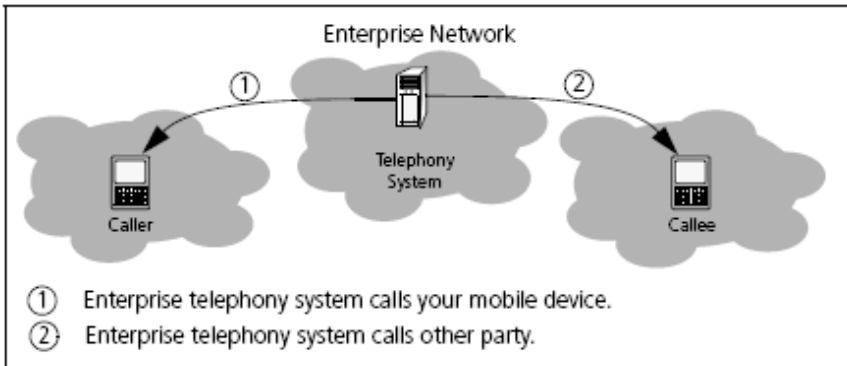 Enterprise Network
1
2
Telephony
System
Caller
Callee
1 Enterprise telephony system calls your mobile device.
2 Enterprise telephony system calls other party.